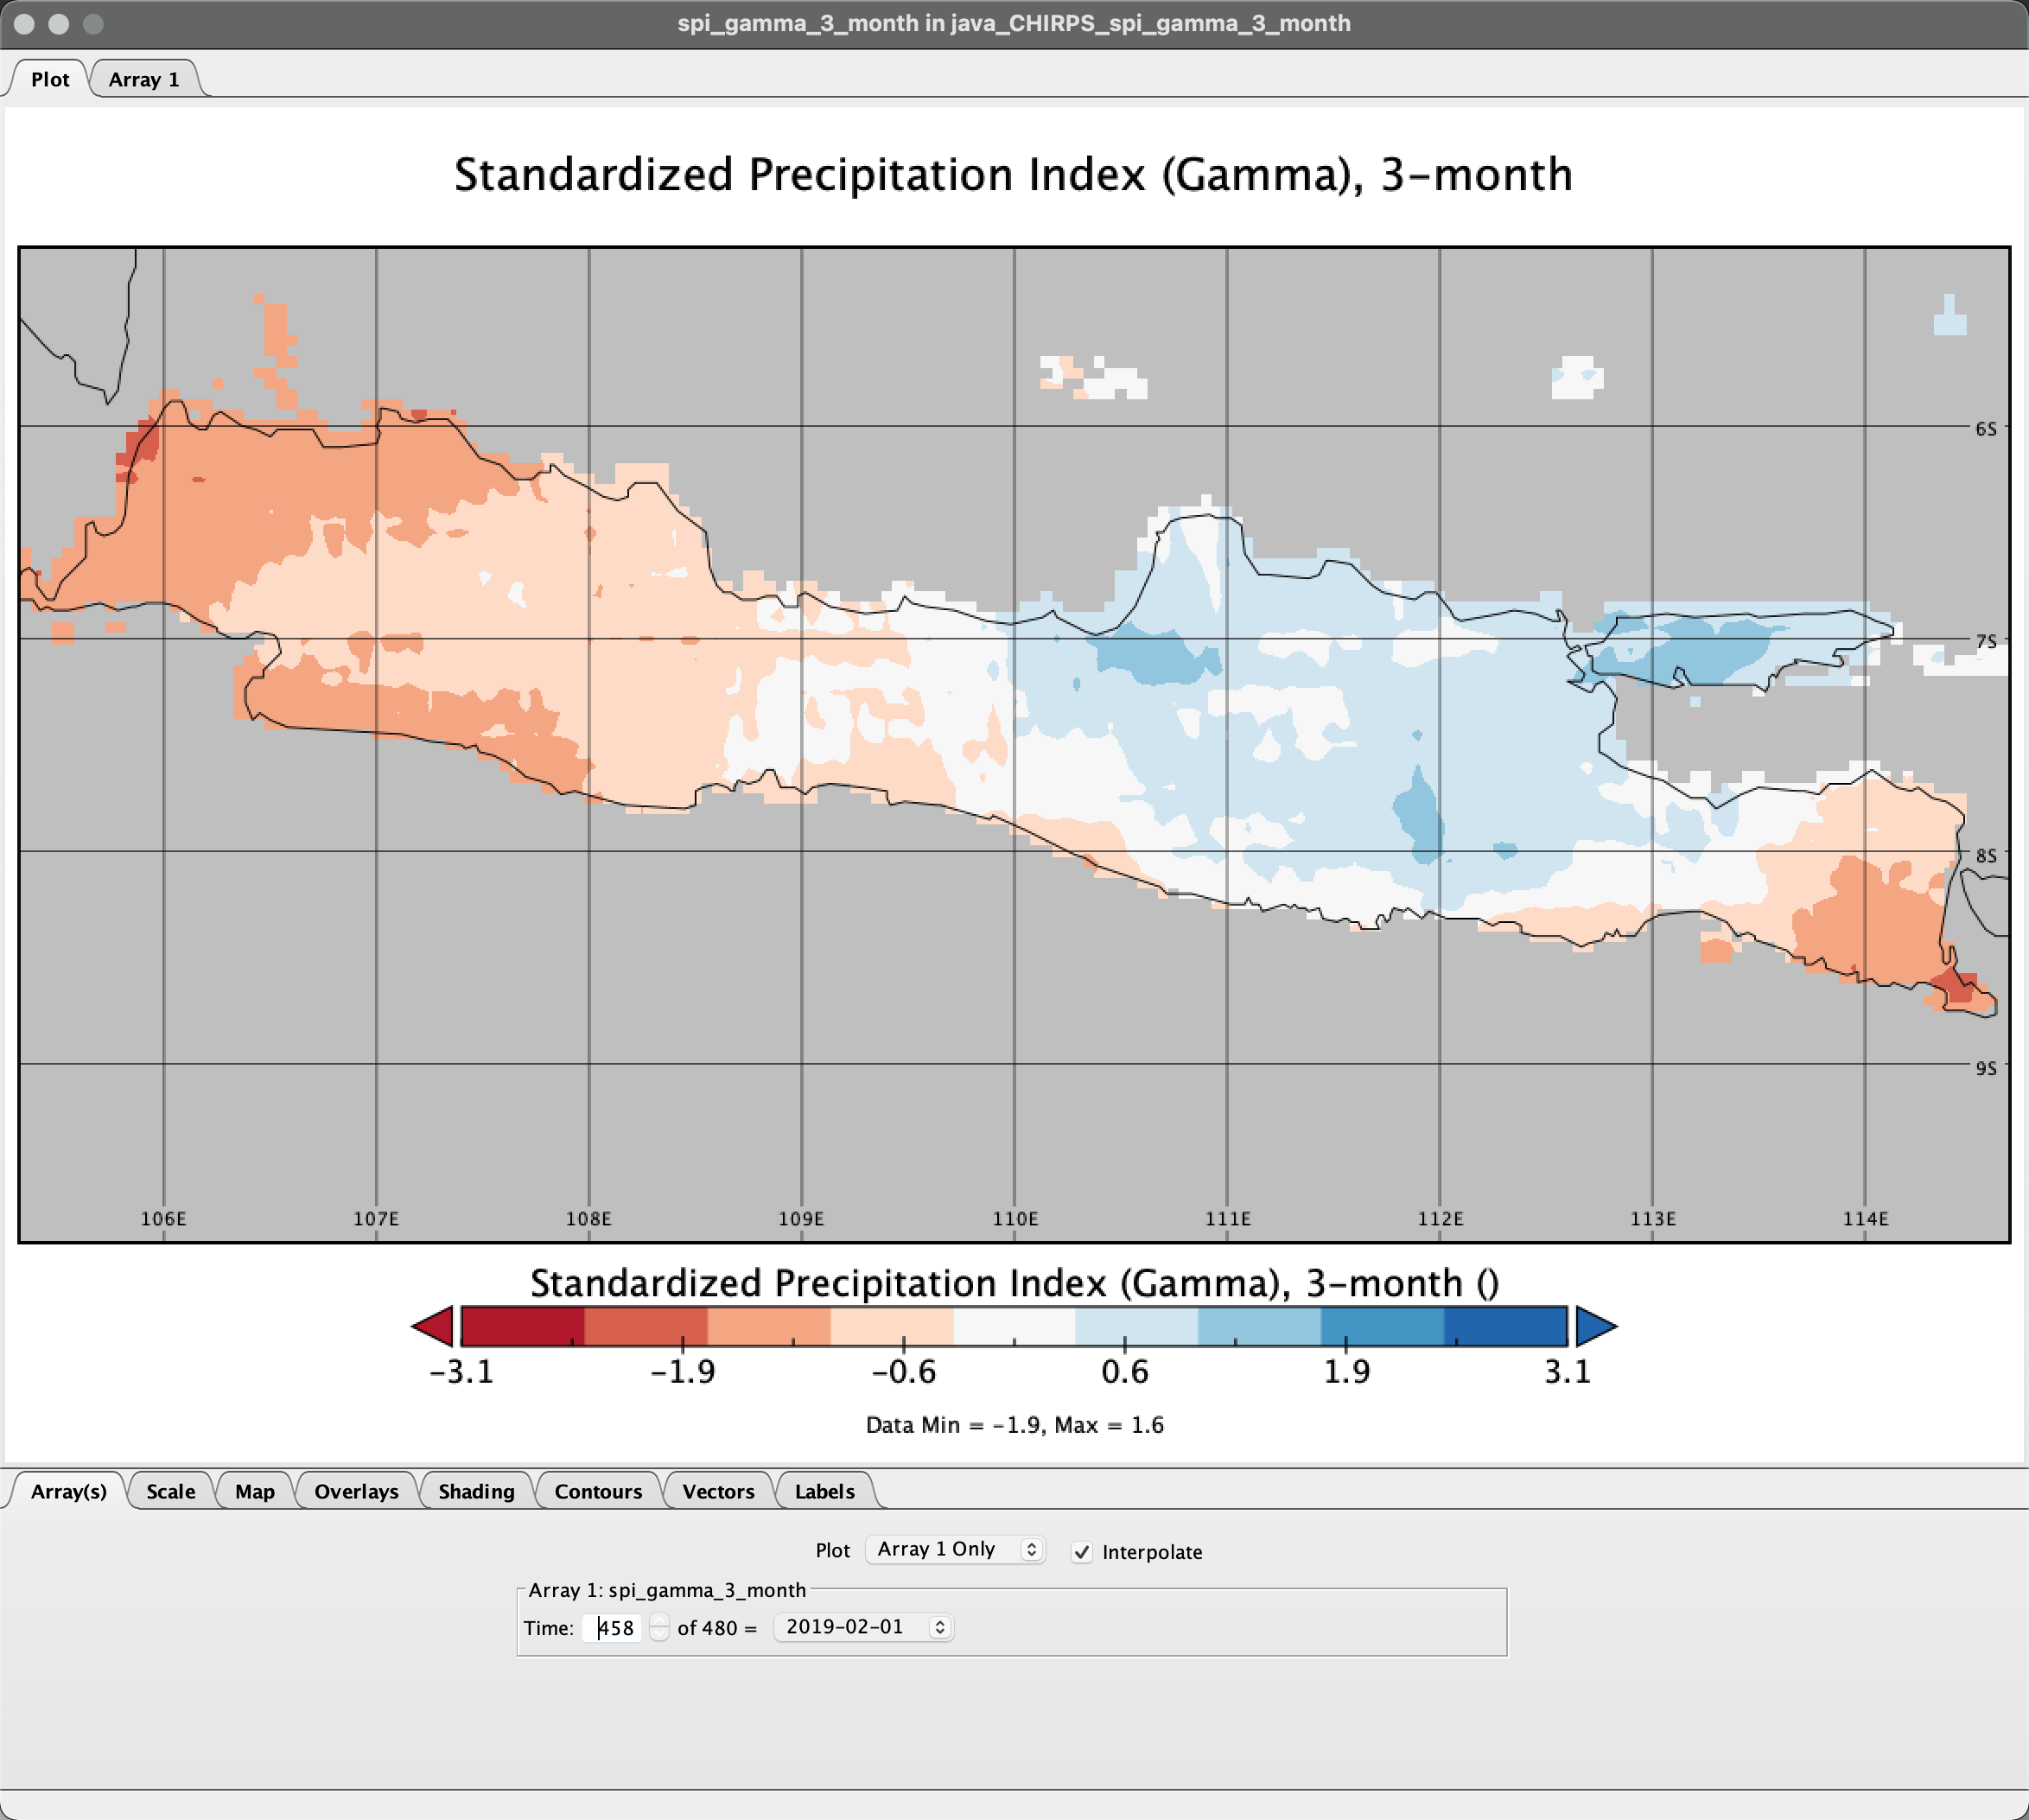 spi_gamma_3_month in java_CHIRPS_spi_gamma_3_month
Plot Array 1
Standardized Precipitation Index (Gamma), 3-month
6S
7S
8S
9S
106E 107E 108E 109E 110E 111E 112E 113E 114E
Standardized Precipitation Index (Gamma), 3-month ()
-3.1 -1.9 -0.6 0.6 1.9 3.1
Data Min = -1.9, Max = 1.6
Array(s) Scale Map Overlays Shading Contours Vectors Labels
Plot Array 1 Only Interpolate
Array 1: spi_gamma_3_month
Time: 458 of 480 = 2019-02-01